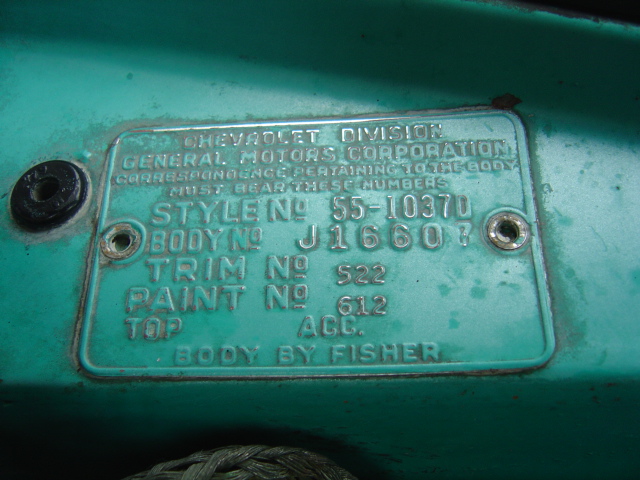 CHEVROLET DIVISION
GENERAL MOTORS CORPORATION
CORRESPONDENCE PERTAINING TO THE BODY
MUST BEAR THESE NUMBERS
STYLE No 55-1037D
BODY No J1660
TRIM No 522
PAINT No 612
TOP ACC.
BODY BY FISHER